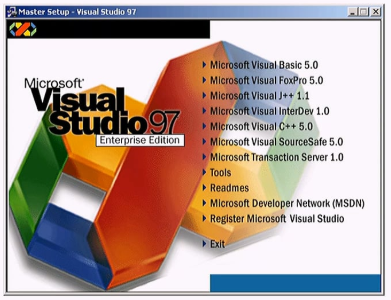 Master Setup - Visual Studio 97
Microsoft®
Visual
Studio 97
Enterprise Edition
Microsoft Visual Basic 5.0
Microsoft Visual FoxPro 5.0
Microsoft Visual J++ 1.1
Microsoft Visual InterDev 1.0
Microsoft Visual C++ 5.0
Microsoft Visual SourceSafe 5.0
Microsoft Transaction Server 1.0
Tools
Readmes
Microsoft Developer Network (MSDN)
Register Microsoft Visual Studio
Exit